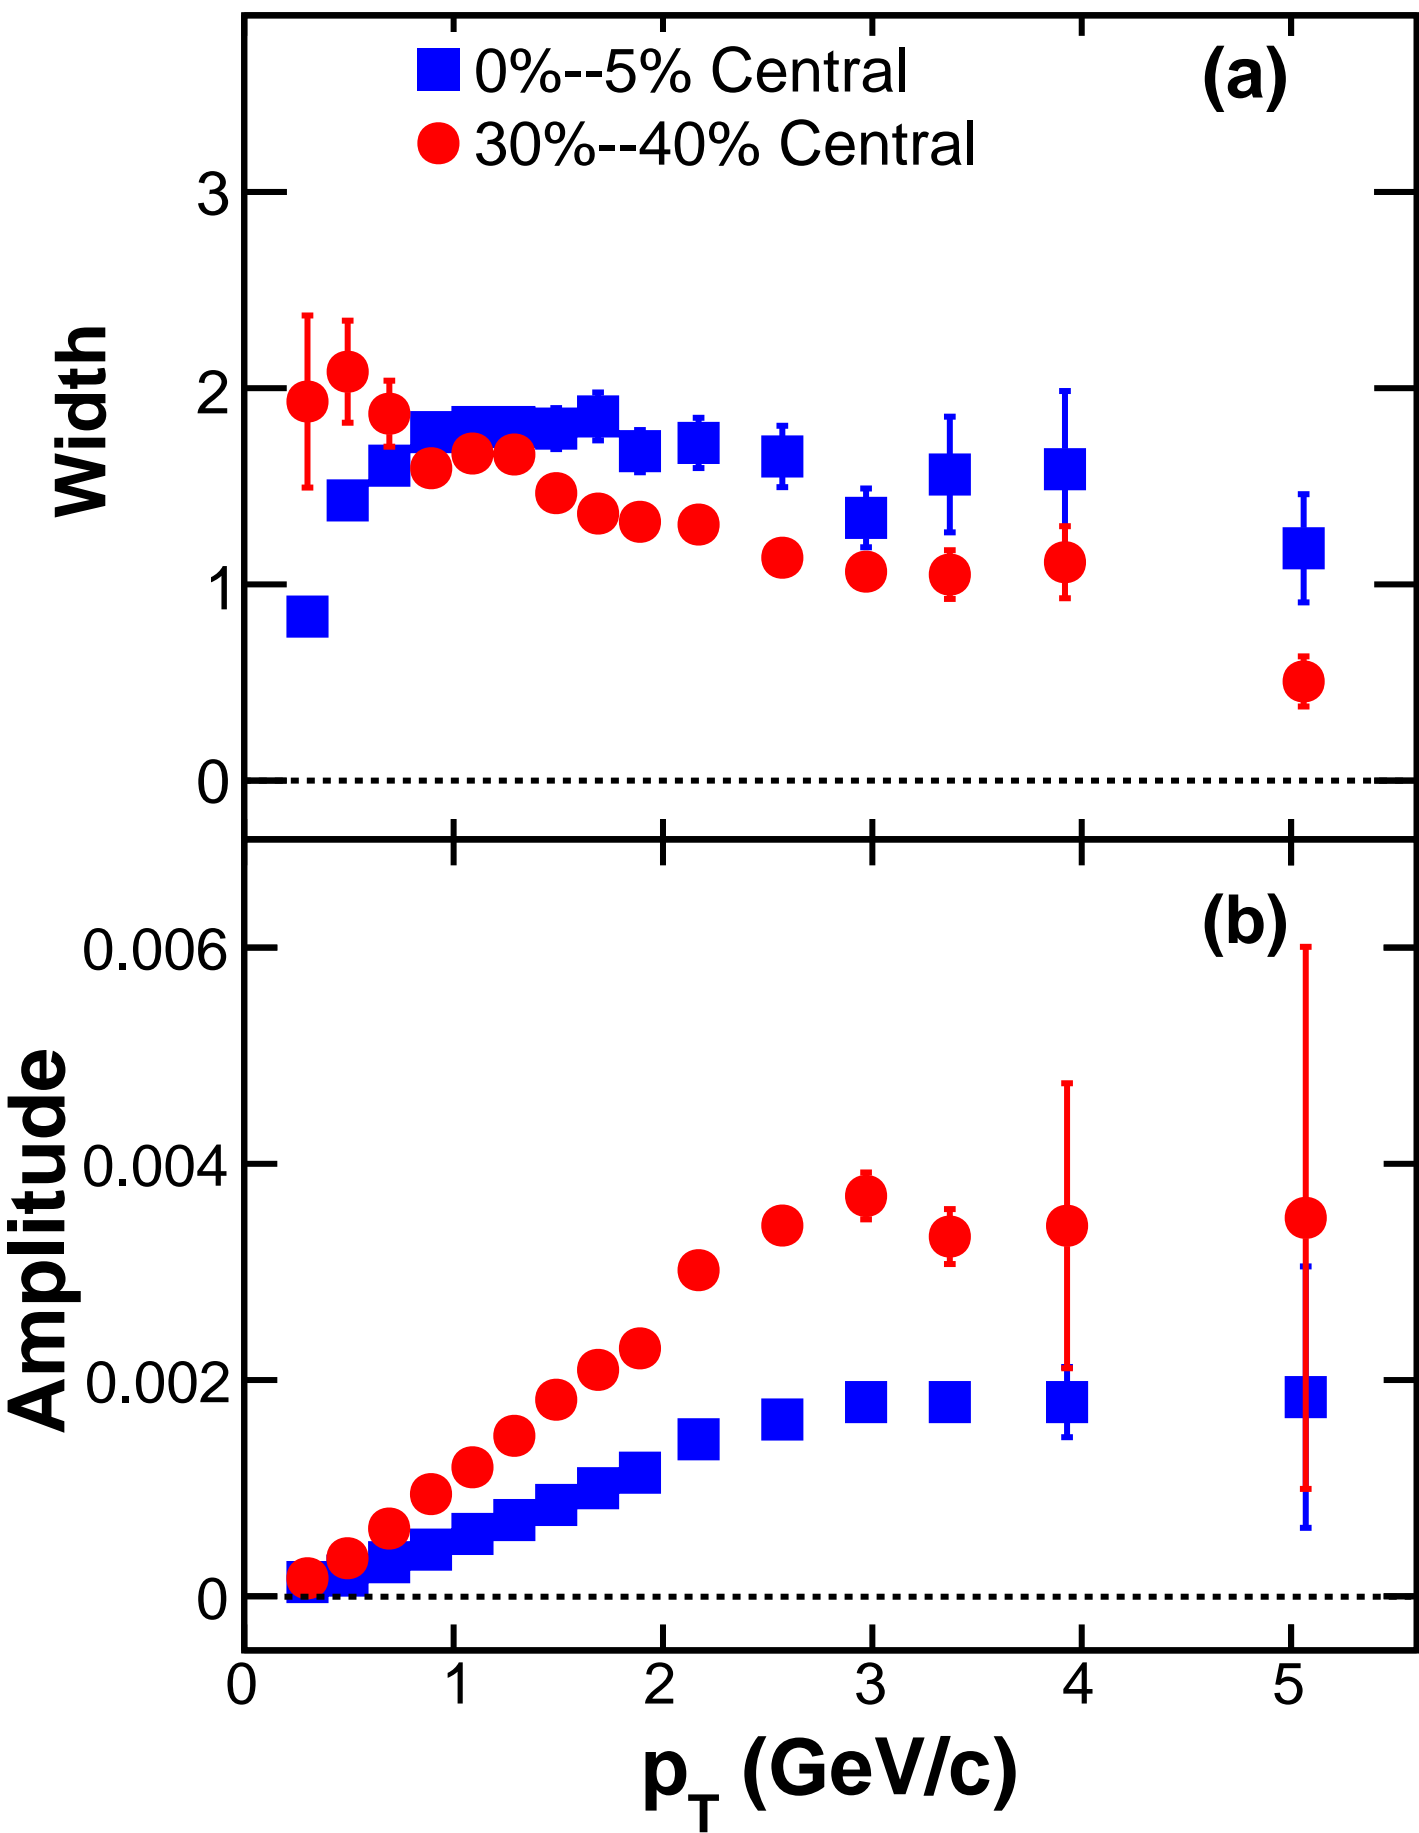 0%--5% Central
(a)
30%--40% Central
3
2
1
0
Width
(b)
0.006
0.004
0.002
0
Amplitude
0 1 2 3 4 5
p_T (GeV/c)